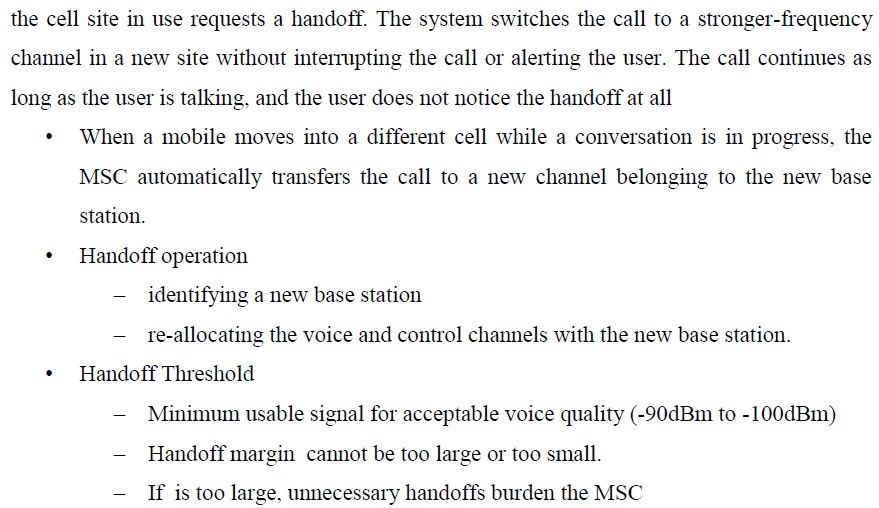 the cell site in use requests a handoff. The system switches the call to a stronger-frequency
channel in a new site without interrupting the call or alerting the user. The call continues as
long as the user is talking, and the user does not notice the handoff at all
• When a mobile moves into a different cell while a conversation is in progress, the
MSC automatically transfers the call to a new channel belonging to the new base
station.
• Handoff operation
– identifying a new base station
– re-allocating the voice and control channels with the new base station.
• Handoff Threshold
– Minimum usable signal for acceptable voice quality (-90dBm to -100dBm)
– Handoff margin cannot be too large or too small.
– If is too large, unnecessary handoffs burden the MSC